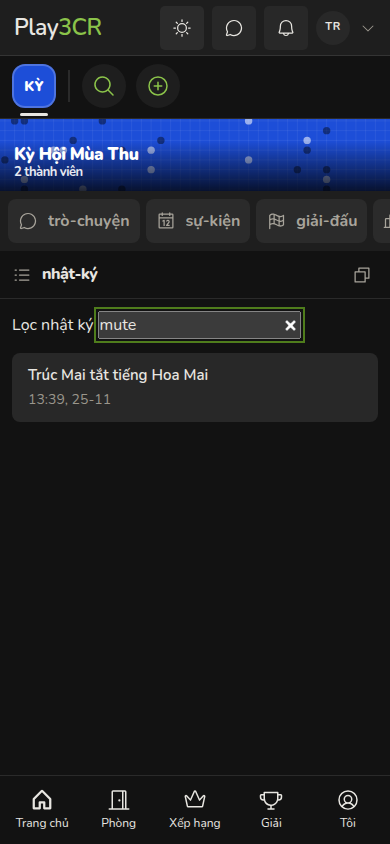 Play3CR
TR
KỲ
Kỳ Hội Mùa Thu
2 thành viên
trò-chuyện
12
sự-kiện
giải-đấu
nhật-ký
Lọc nhật ký
mute
Trúc Mai tắt tiếng Hoa Mai
13:39, 25-11
Trang chủ
Phòng
Xếp hạng
Giải
Tôi